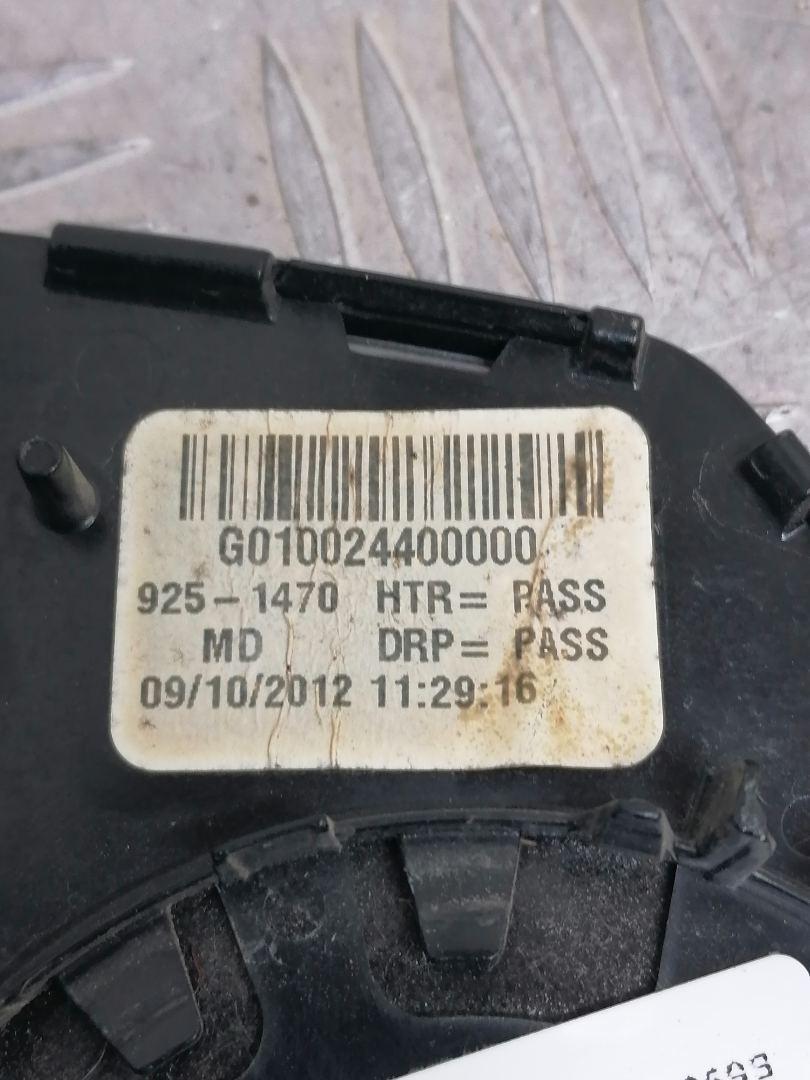 G010024400000
925-1470 HTR= PASS
MD DRP= PASS
09/10/2012 11:29:16